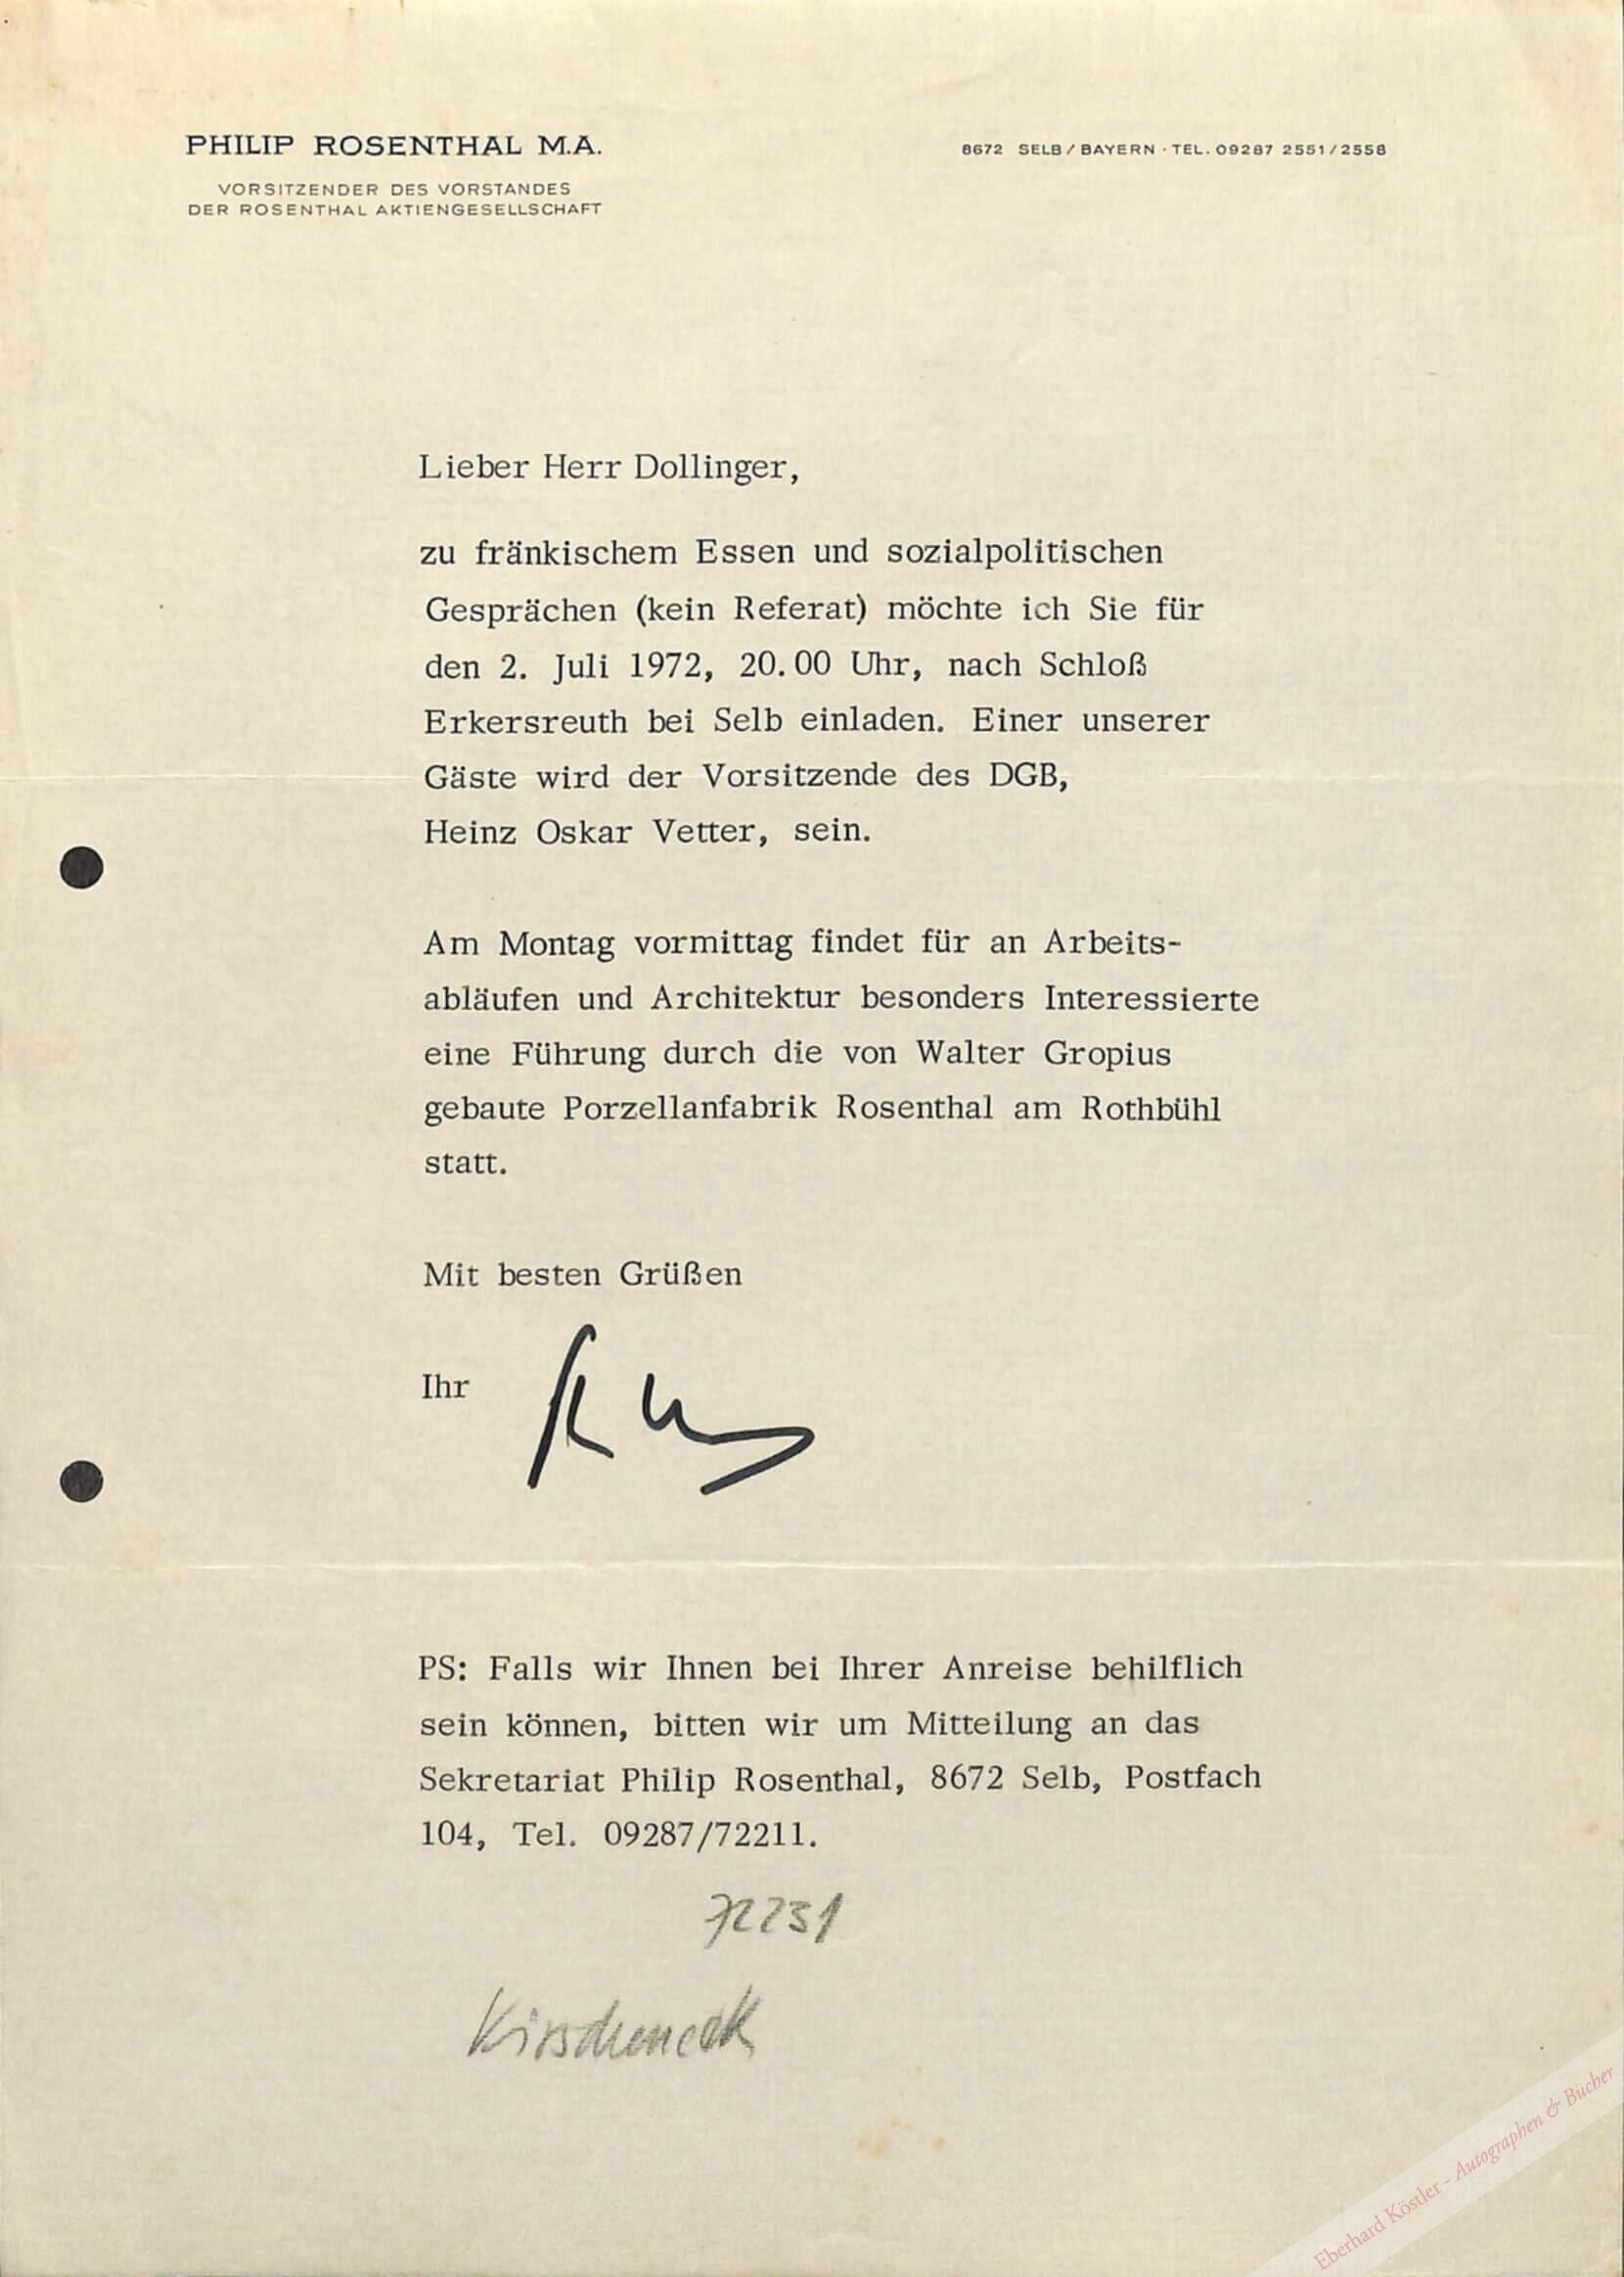 PHILIP ROSENTHAL M.A.
VORSITZENDER DES VORSTANDES
DER ROSENTHAL AKTIENGESELLSCHAFT
8672 SELB / BAYERN · TEL. 09287 2551/2558
Lieber Herr Dollinger,
zu fränkischem Essen und sozialpolitischen
Gesprächen (kein Referat) möchte ich Sie für
den 2. Juli 1972, 20.00 Uhr, nach Schloß
Erkersreuth bei Selb einladen. Einer unserer
Gäste wird der Vorsitzende des DGB,
Heinz Oskar Vetter, sein.
Am Montag vormittag findet für an Arbeits-
abläufen und Architektur besonders Interessierte
eine Führung durch die von Walter Gropius
gebaute Porzellanfabrik Rosenthal am Rothbühl
statt.
Mit besten Grüßen
Ihr
PS: Falls wir Ihnen bei Ihrer Anreise behilflich
sein können, bitten wir um Mitteilung an das
Sekretariat Philip Rosenthal, 8672 Selb, Postfach
104, Tel. 09287/72211.
72231
Kirscheneck
Eberhard Köstler - Autographen & Bücher